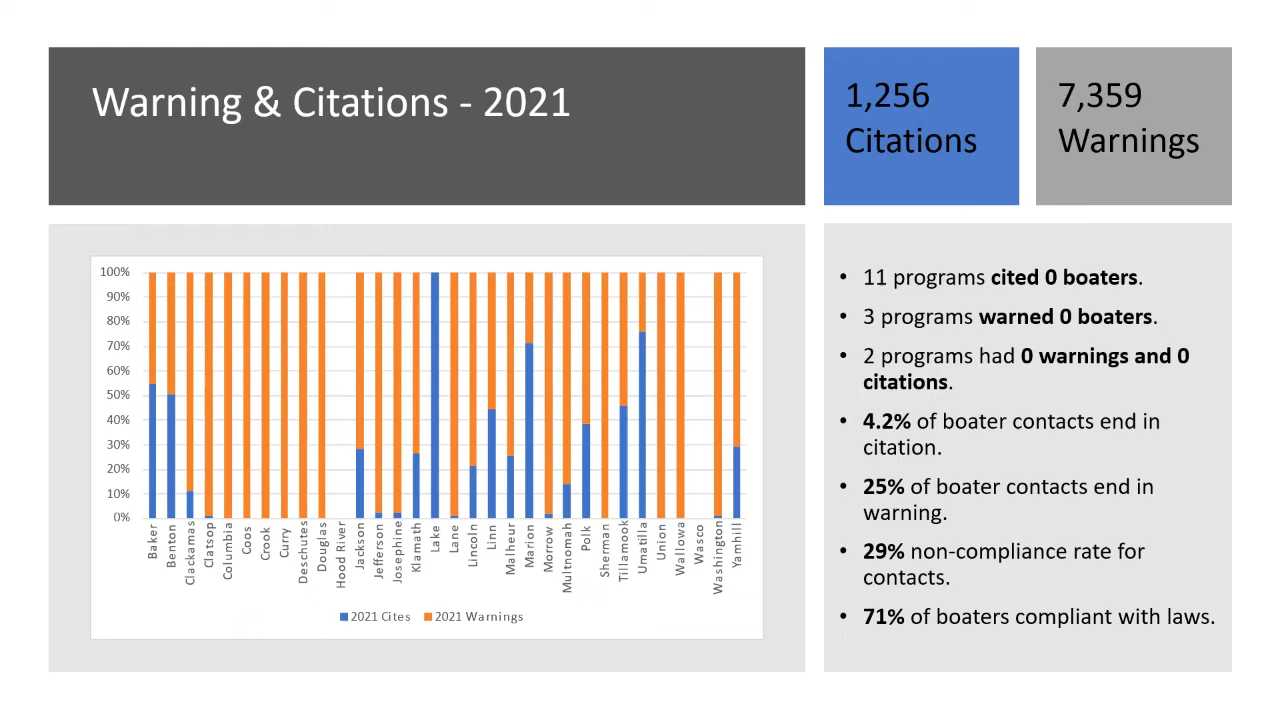 Warning & Citations - 2021
1,256
Citations
7,359
Warnings
100%
90%
80%
70%
60%
50%
40%
30%
20%
10%
0%
Baker
Benton
Clackamas
Clatsop
Columbia
Coos
Crook
Curry
Deschutes
Douglas
Hood River
Jackson
Jefferson
Josephine
Klamath
Lake
Lane
Lincoln
Linn
Malheur
Marion
Morrow
Multnomah
Polk
Sherman
Tillamook
Umatilla
Union
Wallowa
Wasco
Washington
Yamhill
2021 Cites
2021 Warnings
• 11 programs cited 0 boaters.
• 3 programs warned 0 boaters.
• 2 programs had 0 warnings and 0
citations.
• 4.2% of boater contacts end in
citation.
• 25% of boater contacts end in
warning.
• 29% non-compliance rate for
contacts.
• 71% of boaters compliant with laws.